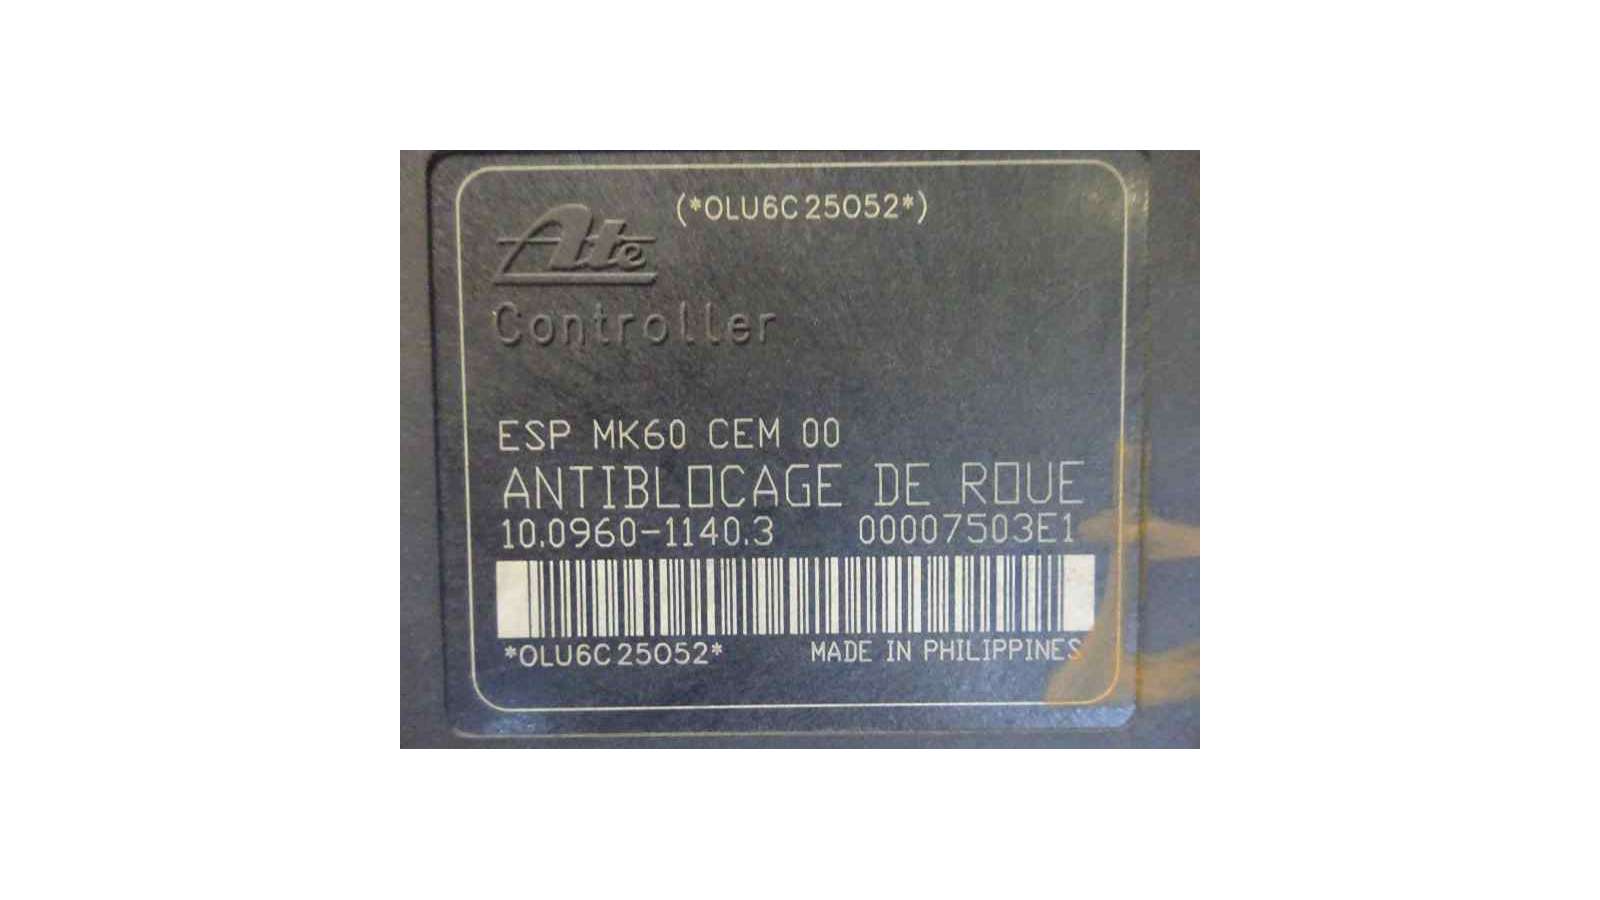 (*OLU6C25052*)
Ate
Controller
ESP MK60 CEM 00
ANTIBLOCAGE DE ROUE
10.0960-1140.3 00007503E1
*OLU6C25052* MADE IN PHILIPPINES